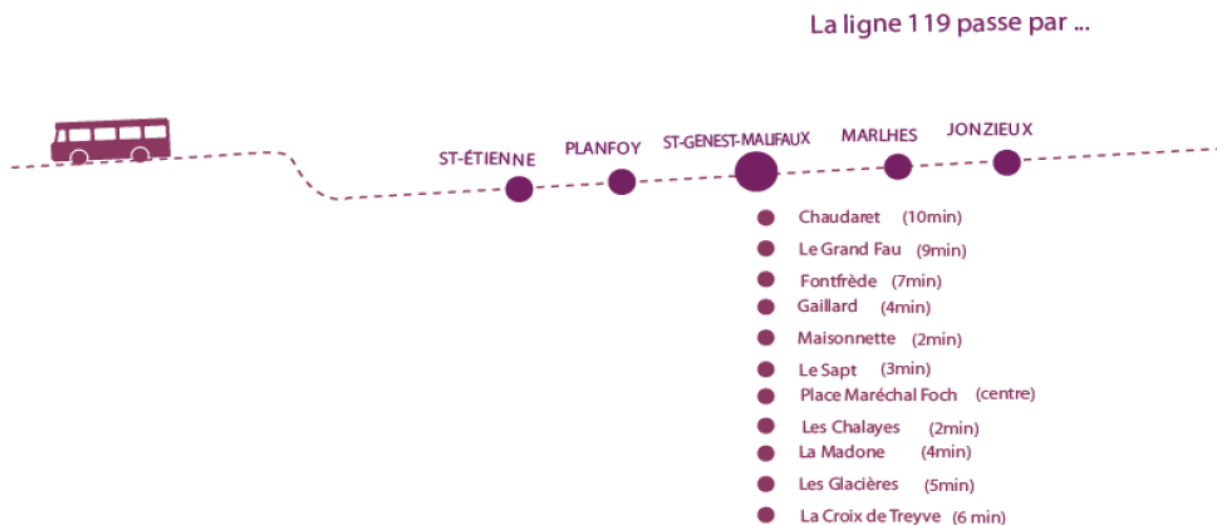 La ligne 119 passe par ...
ST-ÉTIENNE
PLANFOY
ST-GENEST-MALIFAUX
MARLHES
JONZIEUX
Chaudaret (10min)
Le Grand Fau (9min)
Fontfrède (7min)
Gaillard (4min)
Maisonnette (2min)
Le Sapt (3min)
Place Maréchal Foch (centre)
Les Chalayes (2min)
La Madone (4min)
Les Glacières (5min)
La Croix de Treyve (6 min)